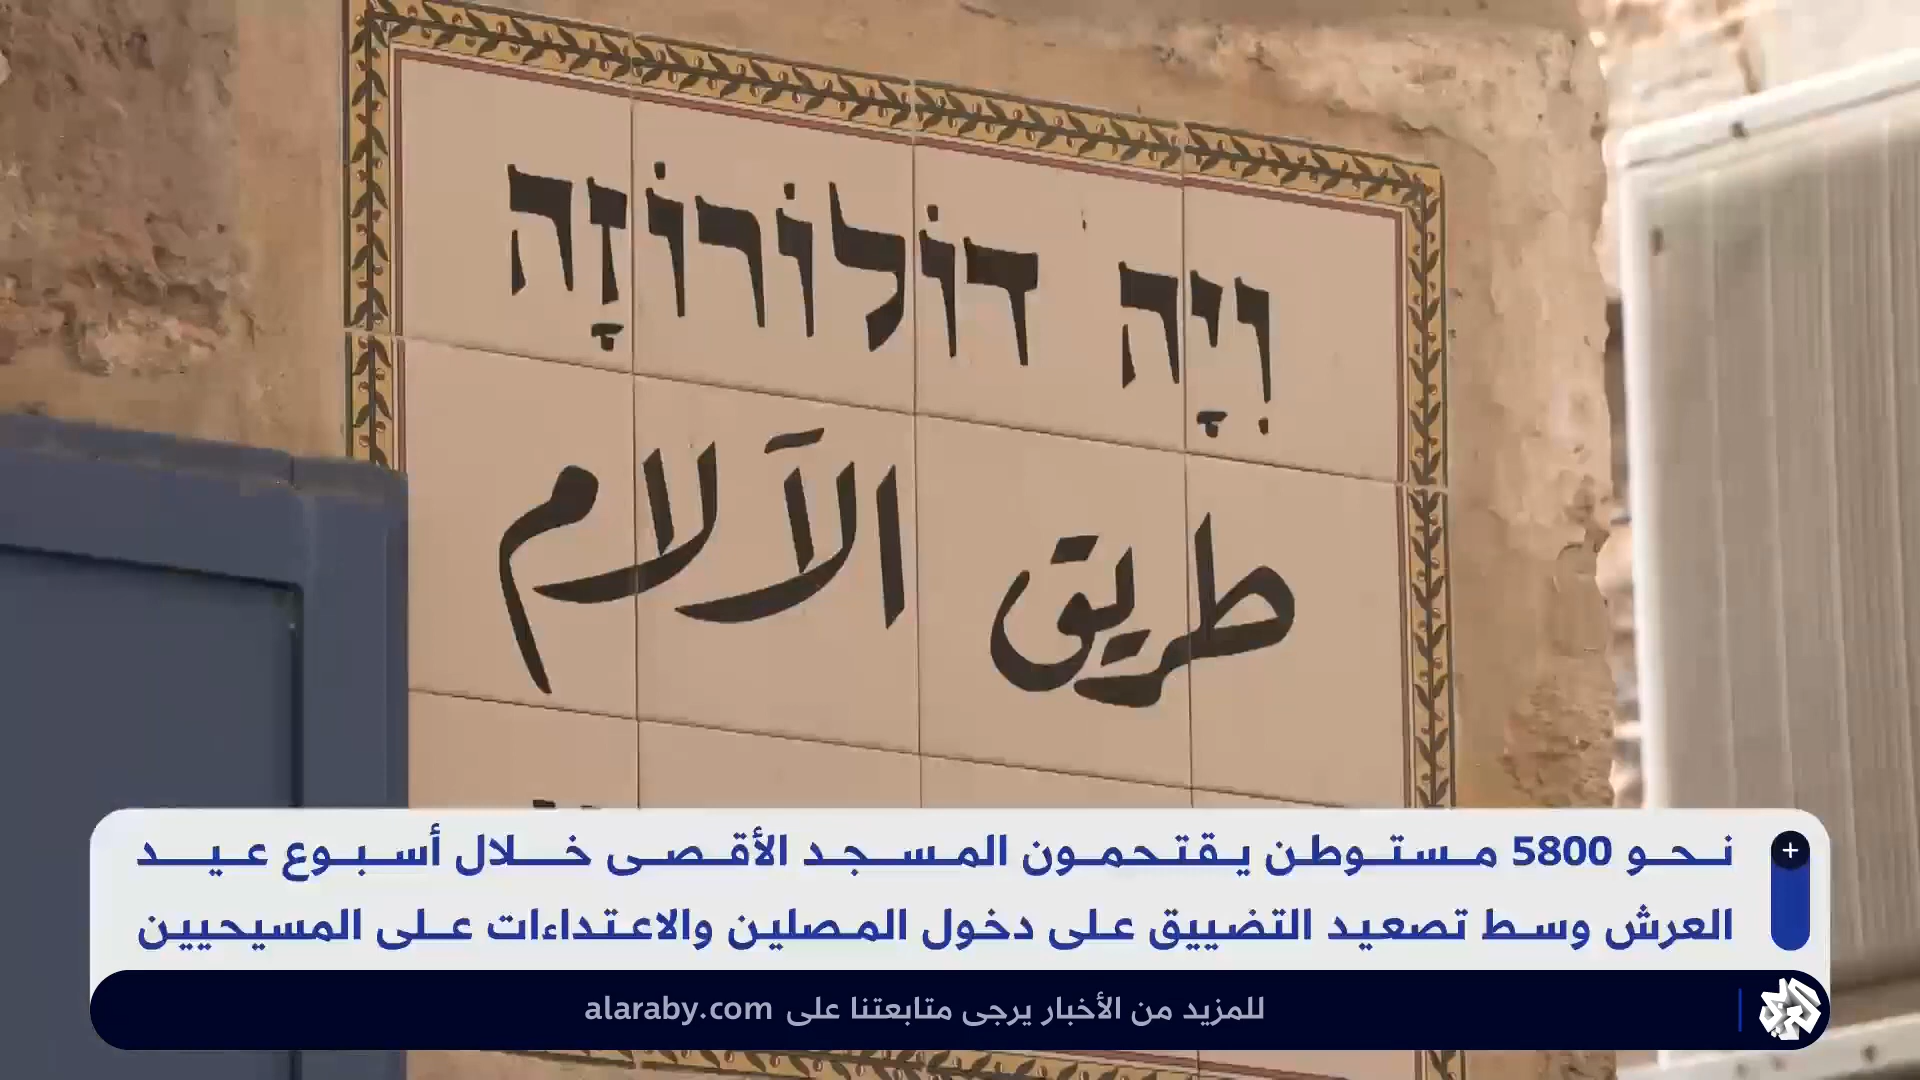 וִיָה דוֹלוֹרוֹזָה
طريق الآلام
نحو 5800 مستوطن يقتحمون المسجد الأقصى خلال أسبوع عيد
العرش وسط تصعيد التضييق على دخول المصلين والاعتداءات على المسيحيين
للمزيد من الأخبار يرجى متابعتنا على alaraby.com